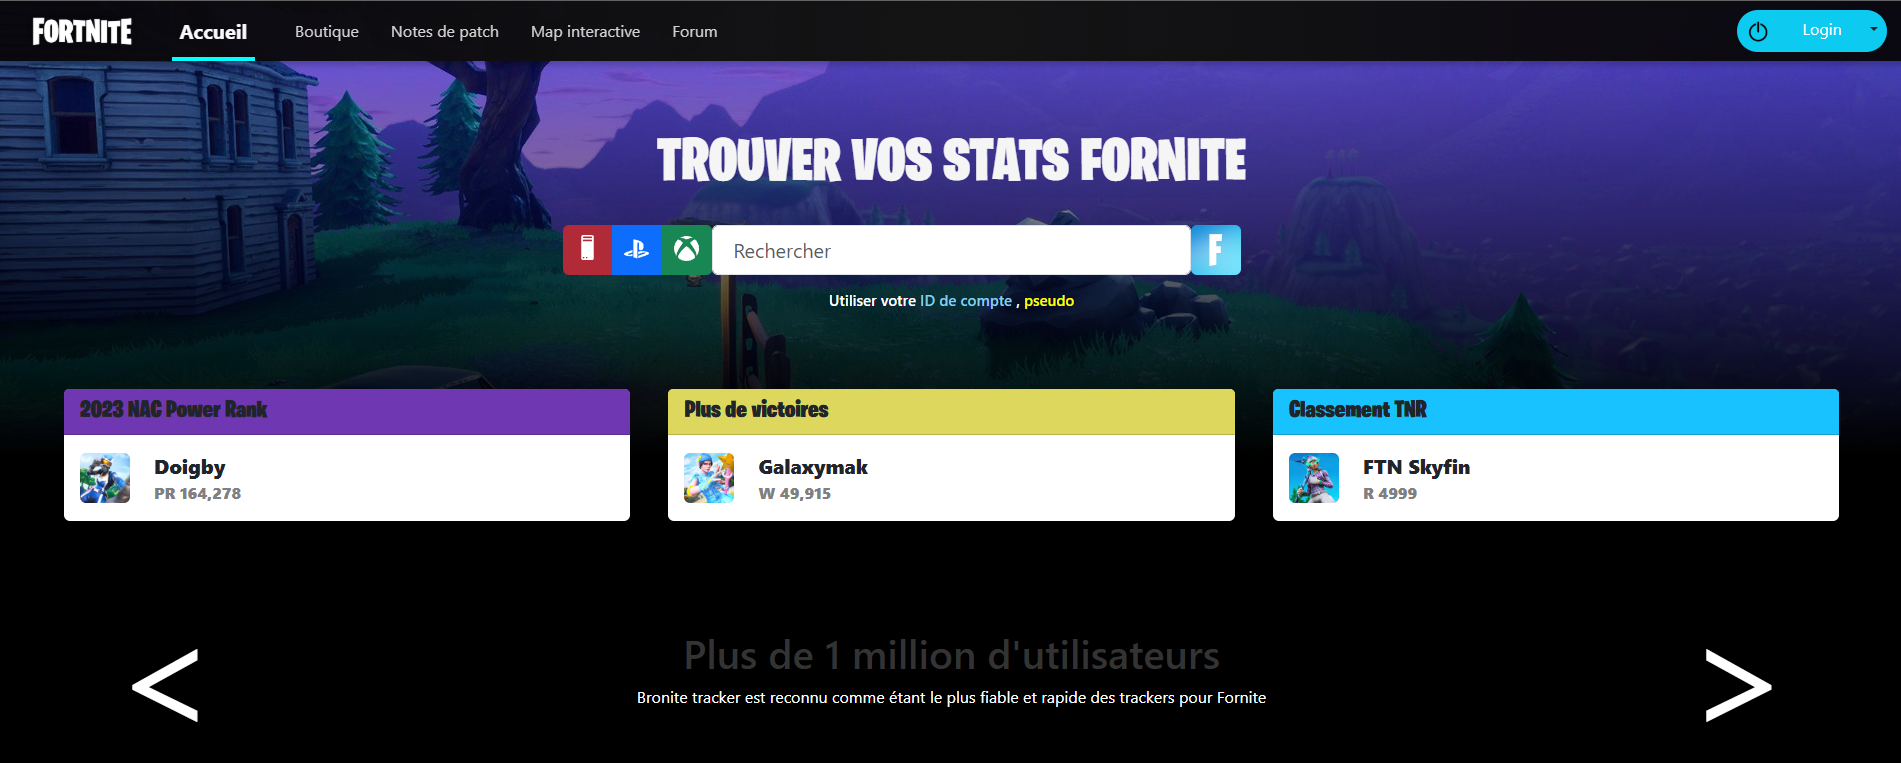 FORTNITE
Accueil
Boutique
Notes de patch
Map interactive
Forum
Login
TROUVER VOS STATS FORNITE
Rechercher
F
Utiliser votre ID de compte , pseudo
2023 NAC Power Rank
Doigby
PR 164,278
Plus de victoires
Galaxymak
W 49,915
Classement TNR
FTN Skyfin
R 4999
<
Plus de 1 million d'utilisateurs
Bronite tracker est reconnu comme étant le plus fiable et rapide des trackers pour Fornite
>